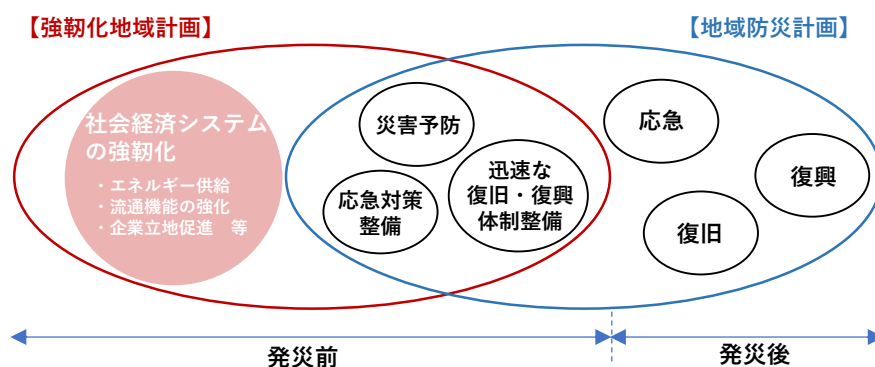 【強靭化地域計画】
【地域防災計画】
社会経済システム
の強靭化
・エネルギー供給
・流通機能の強化
・企業立地促進　等
災害予防
応急対策
整備
迅速な
復旧・復興
体制整備
応急
復旧
復興
発災前
発災後